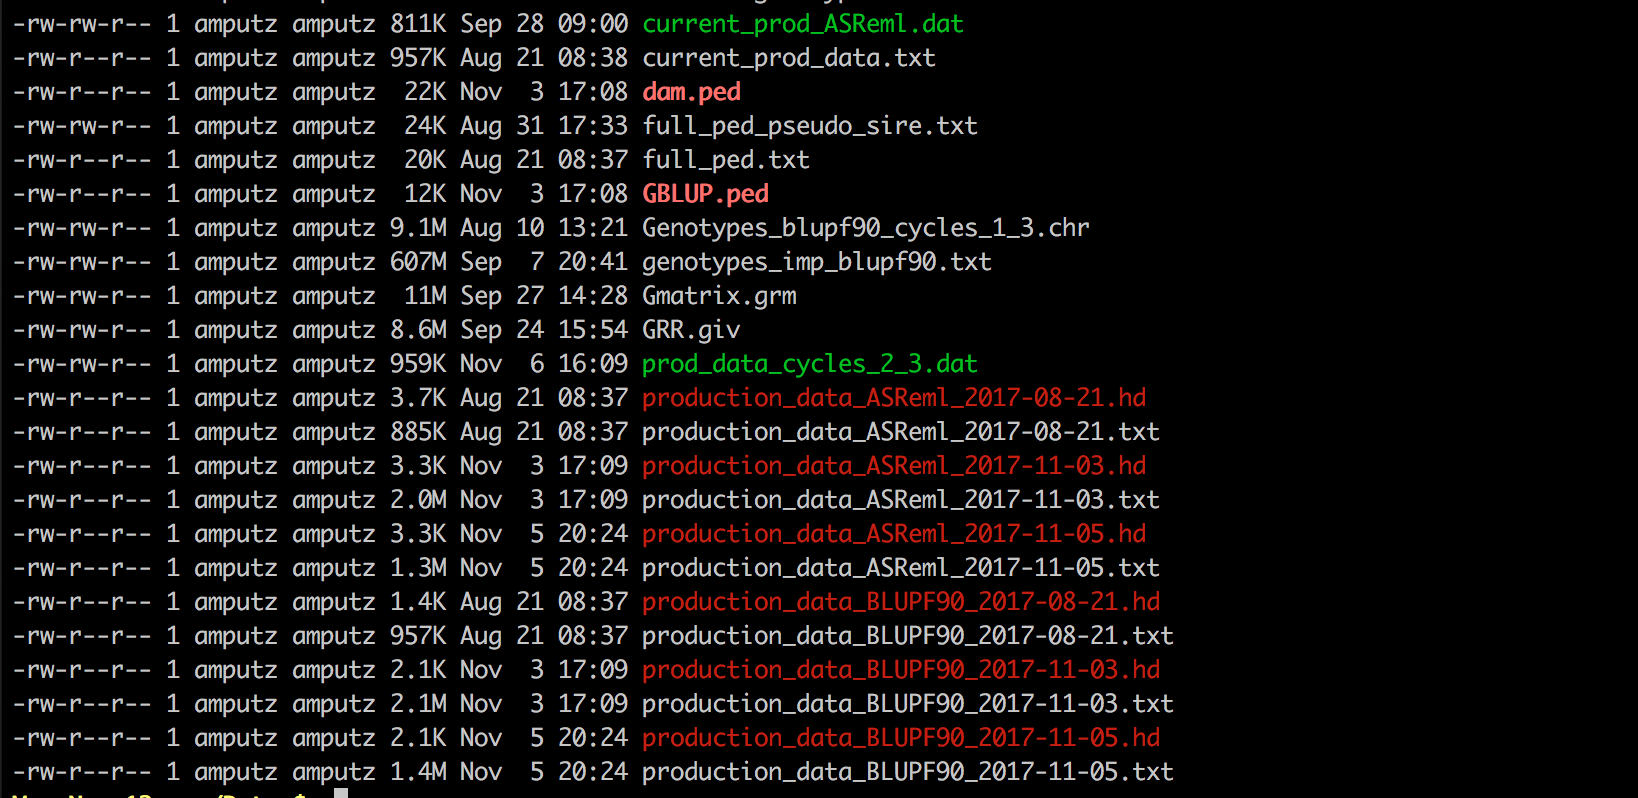 -rw-rw-r-- 1 amputz amputz 811K Sep 28 09:00 current_prod_ASReml.dat
-rw-r--r-- 1 amputz amputz 957K Aug 21 08:38 current_prod_data.txt
-rw-r--r-- 1 amputz amputz  22K Nov  3 17:08 dam.ped
-rw-r--r-- 1 amputz amputz  24K Aug 31 17:33 full_ped_pseudo_sire.txt
-rw-r--r-- 1 amputz amputz  20K Aug 21 08:37 full_ped.txt
-rw-r--r-- 1 amputz amputz  12K Nov  3 17:08 GBLUP.ped
-rw-rw-r-- 1 amputz amputz 9.1M Aug 10 13:21 Genotypes_blupf90_cycles_1_3.chr
-rw-rw-r-- 1 amputz amputz 607M Sep  7 20:41 genotypes_imp_blupf90.txt
-rw-rw-r-- 1 amputz amputz  11M Sep 27 14:28 Gmatrix.grm
-rw-rw-r-- 1 amputz amputz 8.6M Sep 24 15:54 GRR.giv
-rw-rw-r-- 1 amputz amputz 959K Nov  6 16:09 prod_data_cycles_2_3.dat
-rw-r--r-- 1 amputz amputz 3.7K Aug 21 08:37 production_data_ASReml_2017-08-21.hd
-rw-r--r-- 1 amputz amputz 885K Aug 21 08:37 production_data_ASReml_2017-08-21.txt
-rw-r--r-- 1 amputz amputz 3.3K Nov  3 17:09 production_data_ASReml_2017-11-03.hd
-rw-r--r-- 1 amputz amputz 2.0M Nov  3 17:09 production_data_ASReml_2017-11-03.txt
-rw-r--r-- 1 amputz amputz 3.3K Nov  5 20:24 production_data_ASReml_2017-11-05.hd
-rw-r--r-- 1 amputz amputz 1.3M Nov  5 20:24 production_data_ASReml_2017-11-05.txt
-rw-r--r-- 1 amputz amputz 1.4K Aug 21 08:37 production_data_BLUPF90_2017-08-21.hd
-rw-r--r-- 1 amputz amputz 957K Aug 21 08:37 production_data_BLUPF90_2017-08-21.txt
-rw-r--r-- 1 amputz amputz 2.1K Nov  3 17:09 production_data_BLUPF90_2017-11-03.hd
-rw-r--r-- 1 amputz amputz 2.1M Nov  3 17:09 production_data_BLUPF90_2017-11-03.txt
-rw-r--r-- 1 amputz amputz 2.1K Nov  5 20:24 production_data_BLUPF90_2017-11-05.hd
-rw-r--r-- 1 amputz amputz 1.4M Nov  5 20:24 production_data_BLUPF90_2017-11-05.txt